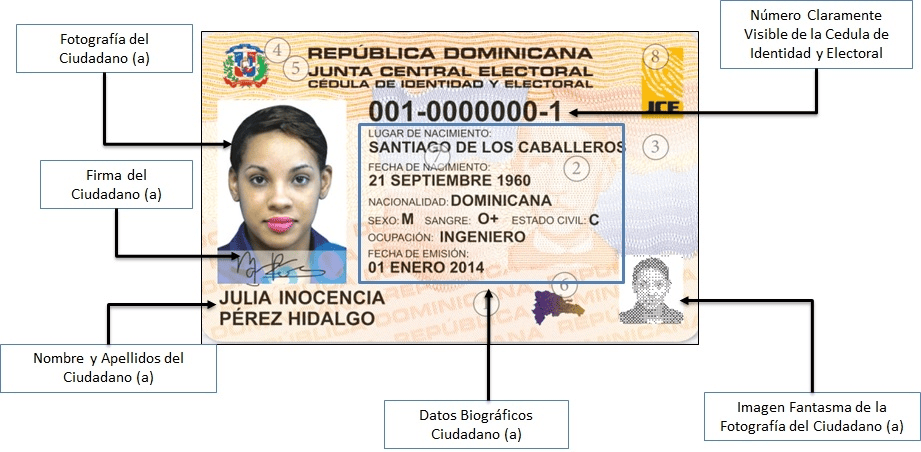 Fotografía del
Ciudadano (a)
Número Claramente
Visible de la Cedula de
Identidad y Electoral
Firma del
Ciudadano (a)
4
5
8
REPÚBLICA DOMINICANA
JUNTA CENTRAL ELECTORAL
CÉDULA DE IDENTIDAD Y ELECTORAL
JCE
001-0000000-1
LUGAR DE NACIMIENTO:
SANTIAGO DE LOS CABALLEROS
7
3
2
FECHA DE NACIMIENTO:
21 SEPTIEMBRE 1960
NACIONALIDAD: DOMINICANA
SEXO: M SANGRE: O+ ESTADO CIVIL: C
OCUPACIÓN: INGENIERO
FECHA DE EMISIÓN:
01 ENERO 2014
6
JULIA INOCENCIA
PÉREZ HIDALGO
REPÚBLICA DOMINICANA
Nombre y Apellidos del
Ciudadano (a)
Datos Biográficos
Ciudadano (a)
Imagen Fantasma de la
Fotografía del Ciudadano (a)